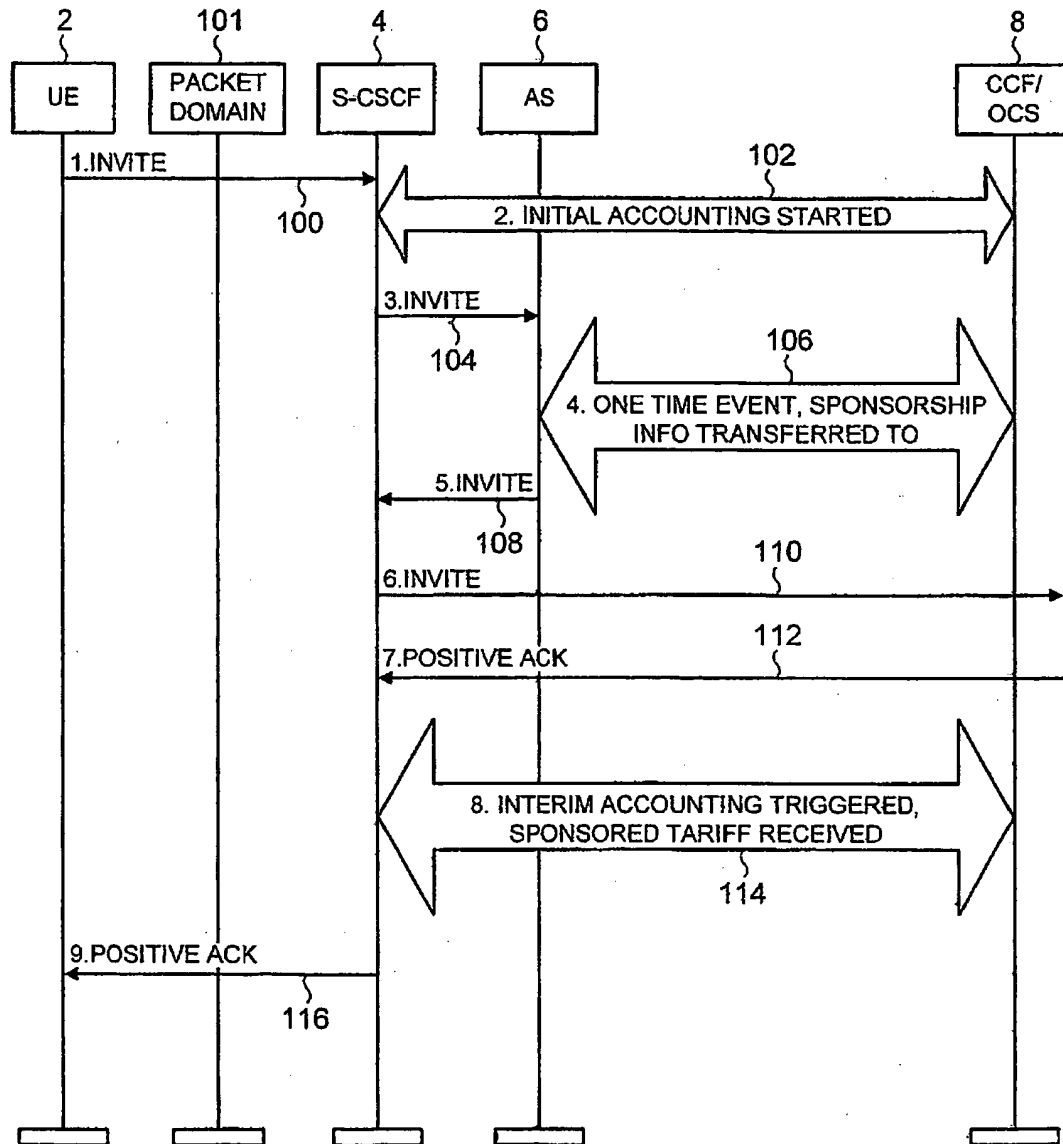 2
101
4
6
8
UE
PACKET
DOMAIN
S-CSCF
AS
CCF/
OCS
1.INVITE
100
102
2. INITIAL ACCOUNTING STARTED
3.INVITE
104
106
4. ONE TIME EVENT, SPONSORSHIP
INFO TRANSFERRED TO
5.INVITE
108
110
6.INVITE
112
7.POSITIVE ACK
8. INTERIM ACCOUNTING TRIGGERED,
SPONSORED TARIFF RECEIVED
114
9.POSITIVE ACK
116